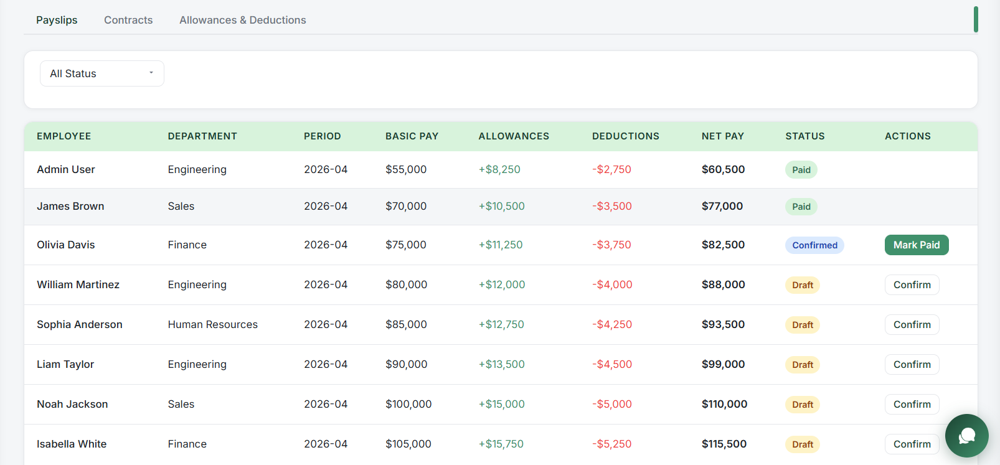 Payslips Contracts Allowances & Deductions
All Status
EMPLOYEE DEPARTMENT PERIOD BASIC PAY ALLOWANCES DEDUCTIONS NET PAY STATUS ACTIONS
Admin User Engineering 2026-04 $55,000 +$8,250 -$2,750 $60,500 Paid
James Brown Sales 2026-04 $70,000 +$10,500 -$3,500 $77,000 Paid
Olivia Davis Finance 2026-04 $75,000 +$11,250 -$3,750 $82,500 Confirmed Mark Paid
William Martinez Engineering 2026-04 $80,000 +$12,000 -$4,000 $88,000 Draft Confirm
Sophia Anderson Human Resources 2026-04 $85,000 +$12,750 -$4,250 $93,500 Draft Confirm
Liam Taylor Engineering 2026-04 $90,000 +$13,500 -$4,500 $99,000 Draft Confirm
Noah Jackson Sales 2026-04 $100,000 +$15,000 -$5,000 $110,000 Draft Confirm
Isabella White Finance 2026-04 $105,000 +$15,750 -$5,250 $115,500 Draft Confirm